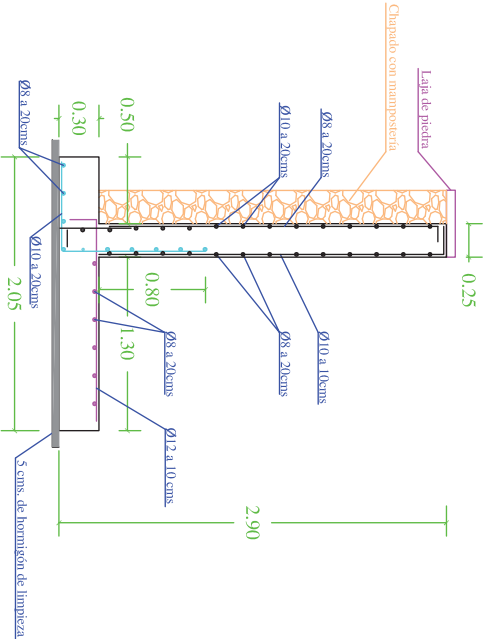 Chapado con mampostería
Laja de piedra
0.25
Ø8 a 20cms
Ø10 a 20cms
0.50
0.30
Ø8 a 20cms
Ø10 a 20cms
2.05
0.80
1.30
Ø8 a 20cms
Ø8 a 20cms
Ø10 a 10cms
Ø12 a 10 cms
5 cms. de hormigón de limpieza
2.90